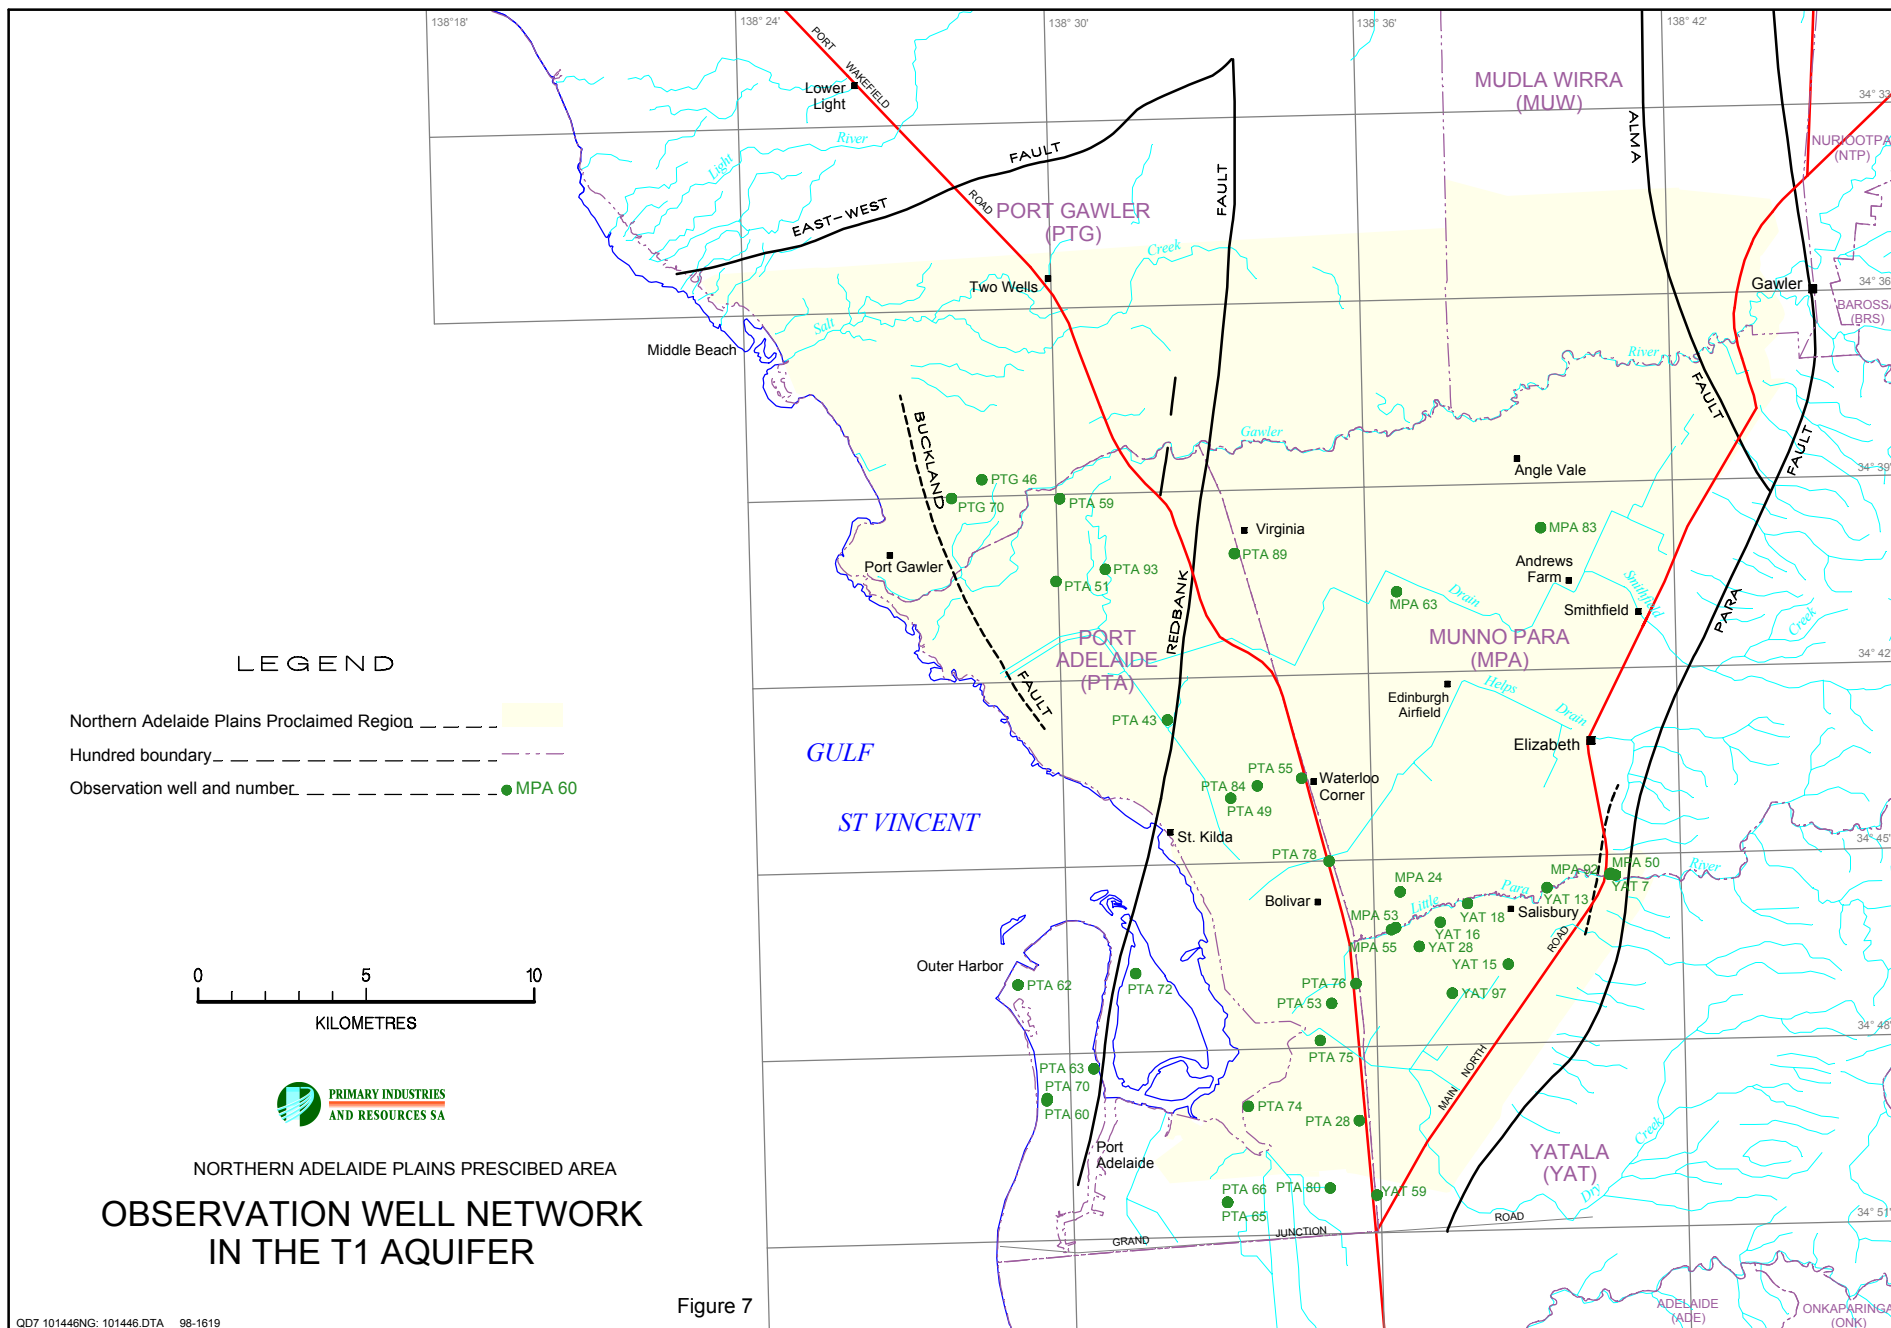 138°18'
138° 24'
138° 30'
138° 36'
138° 42'
PORT
WAKEFIELD
ROAD
Lower
Light
MUDLA WIRRA
(MUW)
34° 33'
ALMA
FAULT
NURIOOTPA
(NTP)
Light
River
FAULT
EAST-WEST
FAULT
PORT GAWLER
(PTG)
Creek
Two Wells
Gawler
34° 36'
BAROSSA
(BRS)
Salt
Middle Beach
River
BUCKLAND
FAULT
Gawler
FAULT
Angle Vale
34° 39'
PTG 46
PTG 70
PTA 59
Virginia
MPA 83
PTA 89
Port Gawler
PTA 93
PTA 51
REDBANK
Andrews
Farm
Smithfield
Smithfield
Creek
PARA
MPA 63
Drain
PORT
ADELAIDE
(PTA)
MUNNO PARA
(MPA)
34° 42'
LEGEND
Northern Adelaide Plains Proclaimed Region
Hundred boundary
Observation well and number
MPA 60
Edinburgh
Airfield
Helps
Drain
PTA 43
Elizabeth
GULF
ST VINCENT
PTA 55
Waterloo
Corner
PTA 84
PTA 49
St. Kilda
34° 45'
PTA 78
MPA 92
MPA 50
River
YAT 7
MPA 24
Para
YAT 13
Bolivar
Little
YAT 18
Salisbury
MPA 53
YAT 16
MPA 55
YAT 28
ROAD
YAT 15
Outer Harbor
PTA 62
PTA 72
PTA 76
YAT 97
PTA 53
0
5
10
KILOMETRES
34° 48'
PTA 75
NORTH
MAIN
PTA 63
PTA 70
PTA 60
PTA 74
PTA 28
PRIMARY INDUSTRIES
AND RESOURCES SA
Port
Adelaide
Creek
YATALA
(YAT)
Dry
NORTHERN ADELAIDE PLAINS PRESCIBED AREA
OBSERVATION WELL NETWORK
IN THE T1 AQUIFER
PTA 66
PTA 80
YAT 59
PTA 65
34° 51'
GRAND
JUNCTION
ROAD
Figure 7
ADELAIDE
(ADE)
ONKAPARINGA
(ONK)
QD7 101446NG: 101446.DTA 98-1619